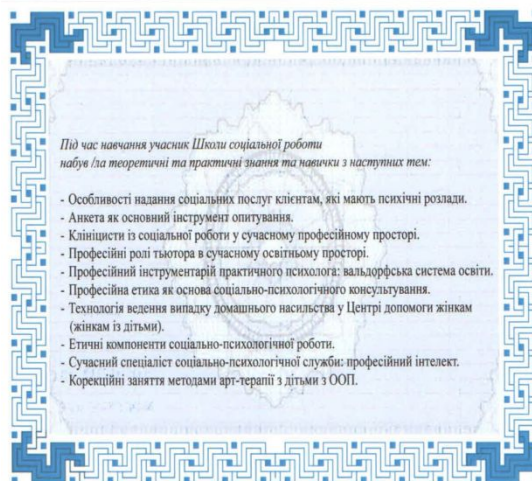 Під час навчання учасник Школи соціальної роботи
набув /ла теоретичні та практичні знання та навички з наступних тем:
- Особливості надання соціальних послуг клієнтам, які мають психічні розлади.
- Анкета як основний інструмент опитування.
- Клініцисти із соціальної роботи у сучасному професійному просторі.
- Професійні ролі тьютора в сучасному освітньому просторі.
- Професійний інструментарій практичного психолога: вальдорфська система освіти.
- Професійна етика як основа соціально-психологічного консультування.
- Технологія ведення випадку домашнього насильства у Центрі допомоги жінкам
(жінкам із дітьми).
- Етичні компоненти соціально-психологічної роботи.
- Сучасний спеціаліст соціально-психологічної служби: професійний інтелект.
- Корекційні заняття методами арт-терапії з дітьми з ООП.